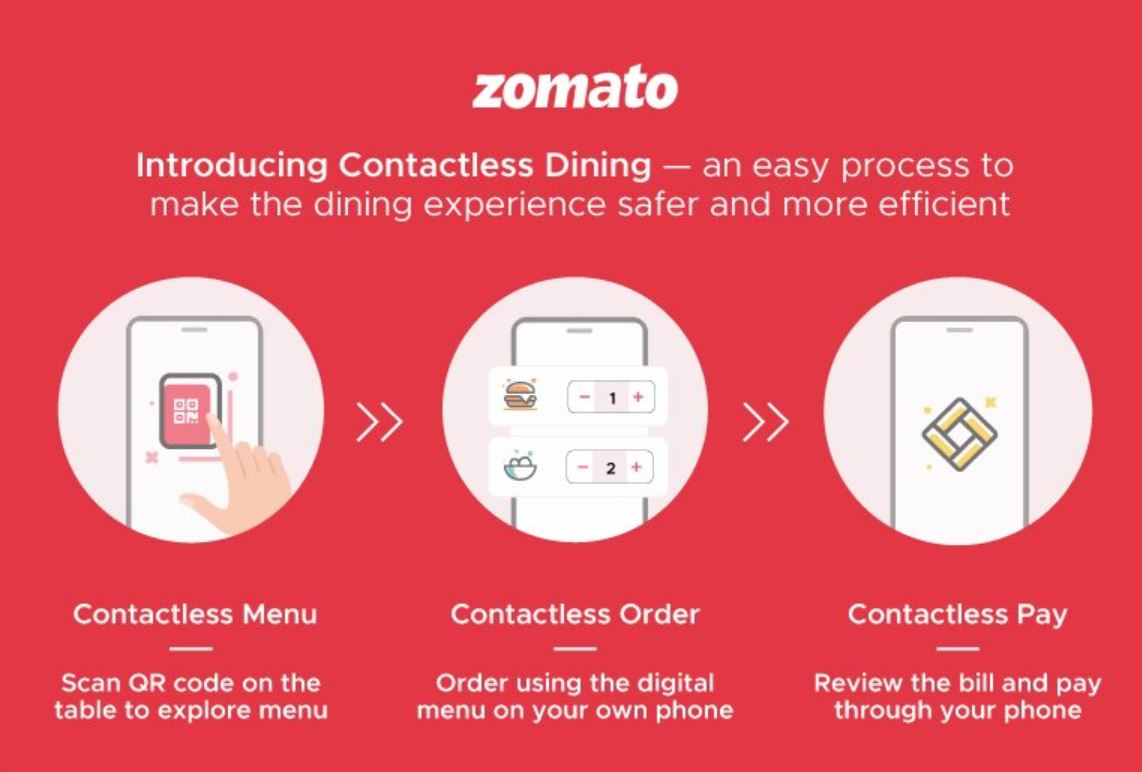 zomato
Introducing Contactless Dining — an easy process to
make the dining experience safer and more efficient
− 1 +
− 2 +
Contactless Menu
Scan QR code on the
table to explore menu
Contactless Order
Order using the digital
menu on your own phone
Contactless Pay
Review the bill and pay
through your phone